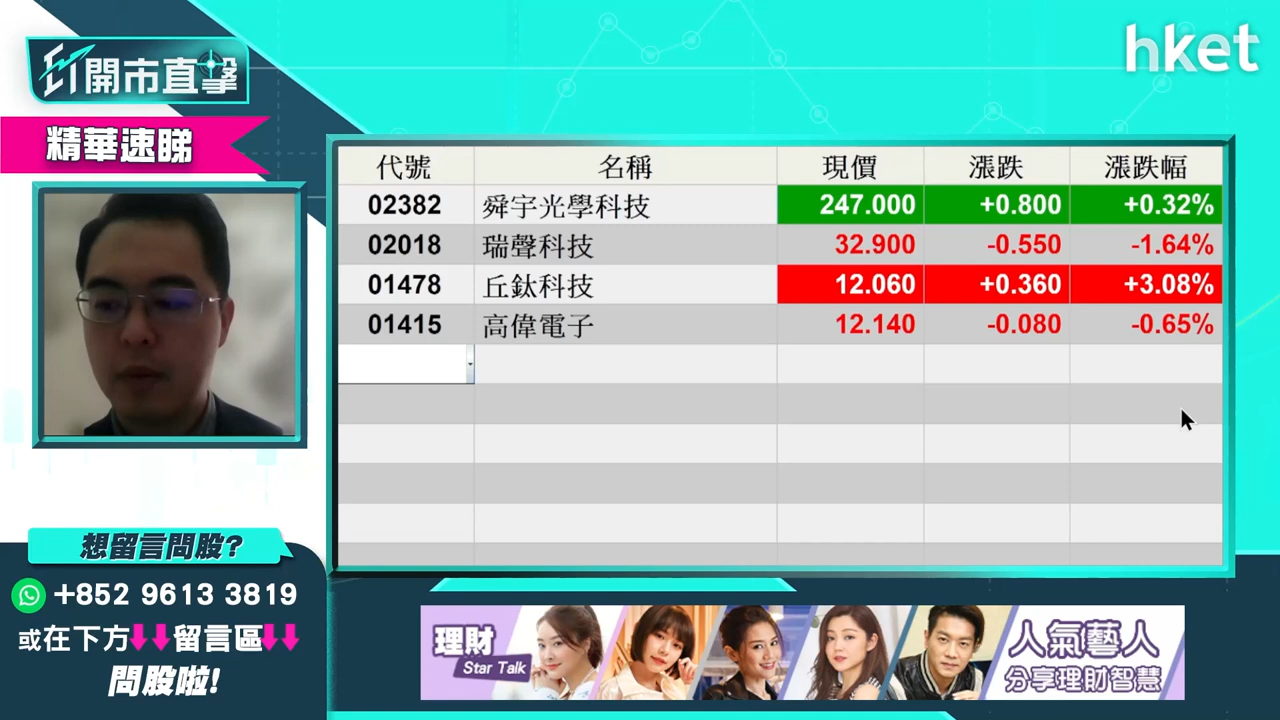 ET開市直擊
hket
精華速睇
代號 名稱 現價 漲跌 漲跌幅
02382 舜宇光學科技 247.000 +0.800 +0.32%
02018 瑞聲科技 32.900 -0.550 -1.64%
01478 丘鈦科技 12.060 +0.360 +3.08%
01415 高偉電子 12.140 -0.080 -0.65%
想留言問股?
+852 9613 3819
或在下方留言區
問股啦!
理財
Star Talk
人氣藝人
分享理財智慧